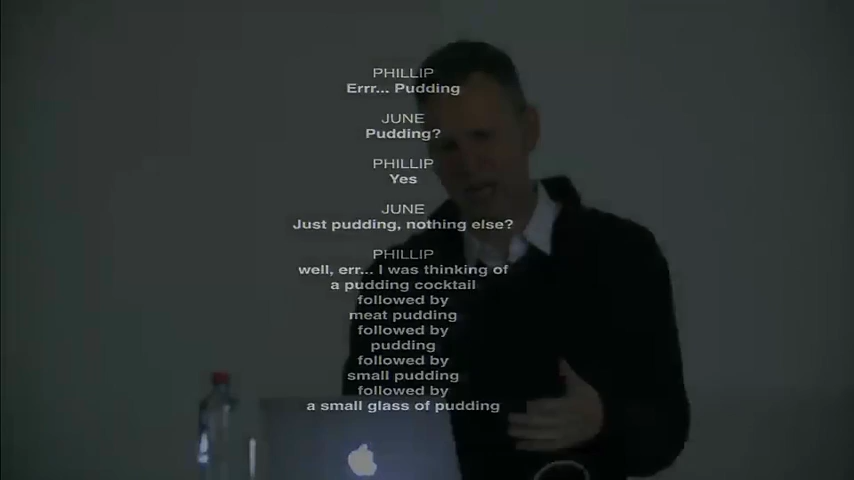 PHILLIP
Errr... Pudding
JUNE
Pudding?
PHILLIP
Yes
JUNE
Just pudding, nothing else?
PHILLIP
well, err... I was thinking of
a pudding cocktail
followed by
meat pudding
followed by
pudding
followed by
small pudding
followed by
a small glass of pudding